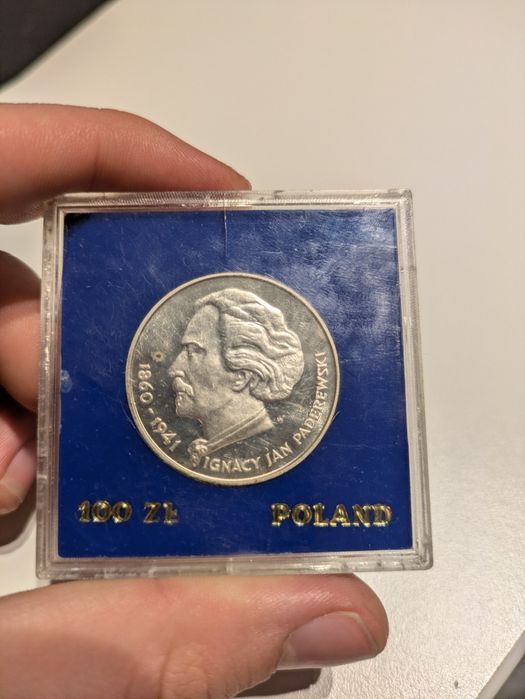 1860-1941
IGNACY JAN PADEREWSKI
100 ZŁ
POLAND